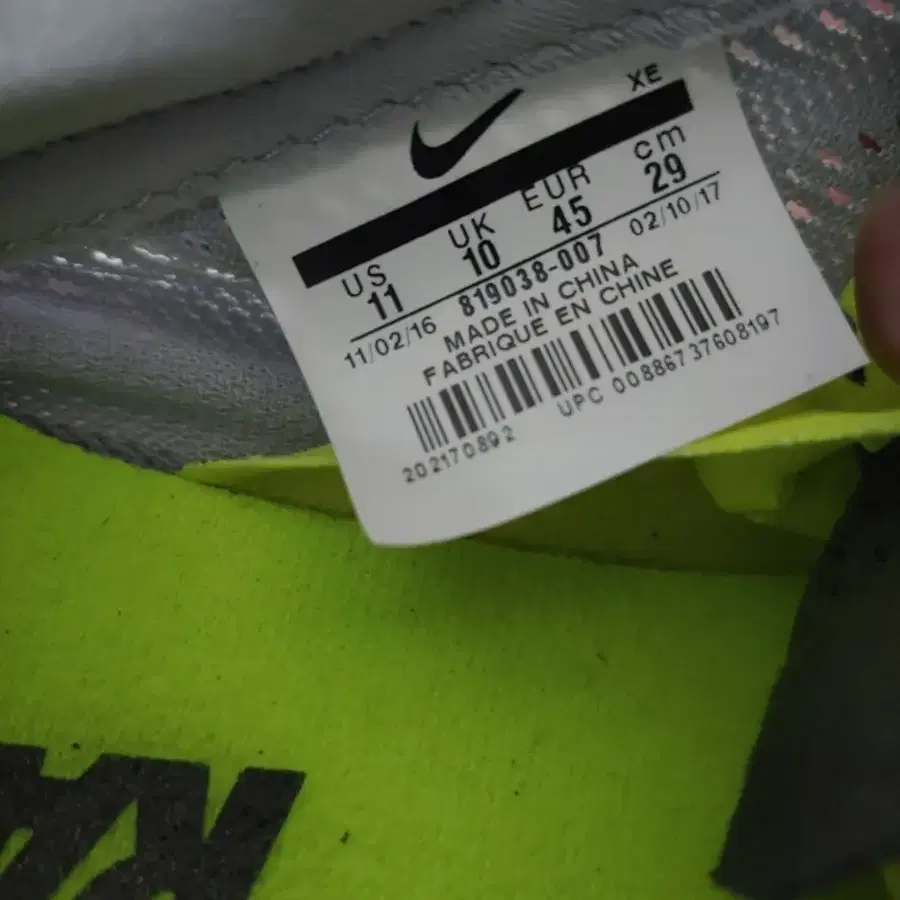 XE
US UK EUR cm
11 10 45 29
11/02/16 819038-007 02/10/17
MADE IN CHINA
FABRIQUE EN CHINE
202170892 UPC 00886737608197